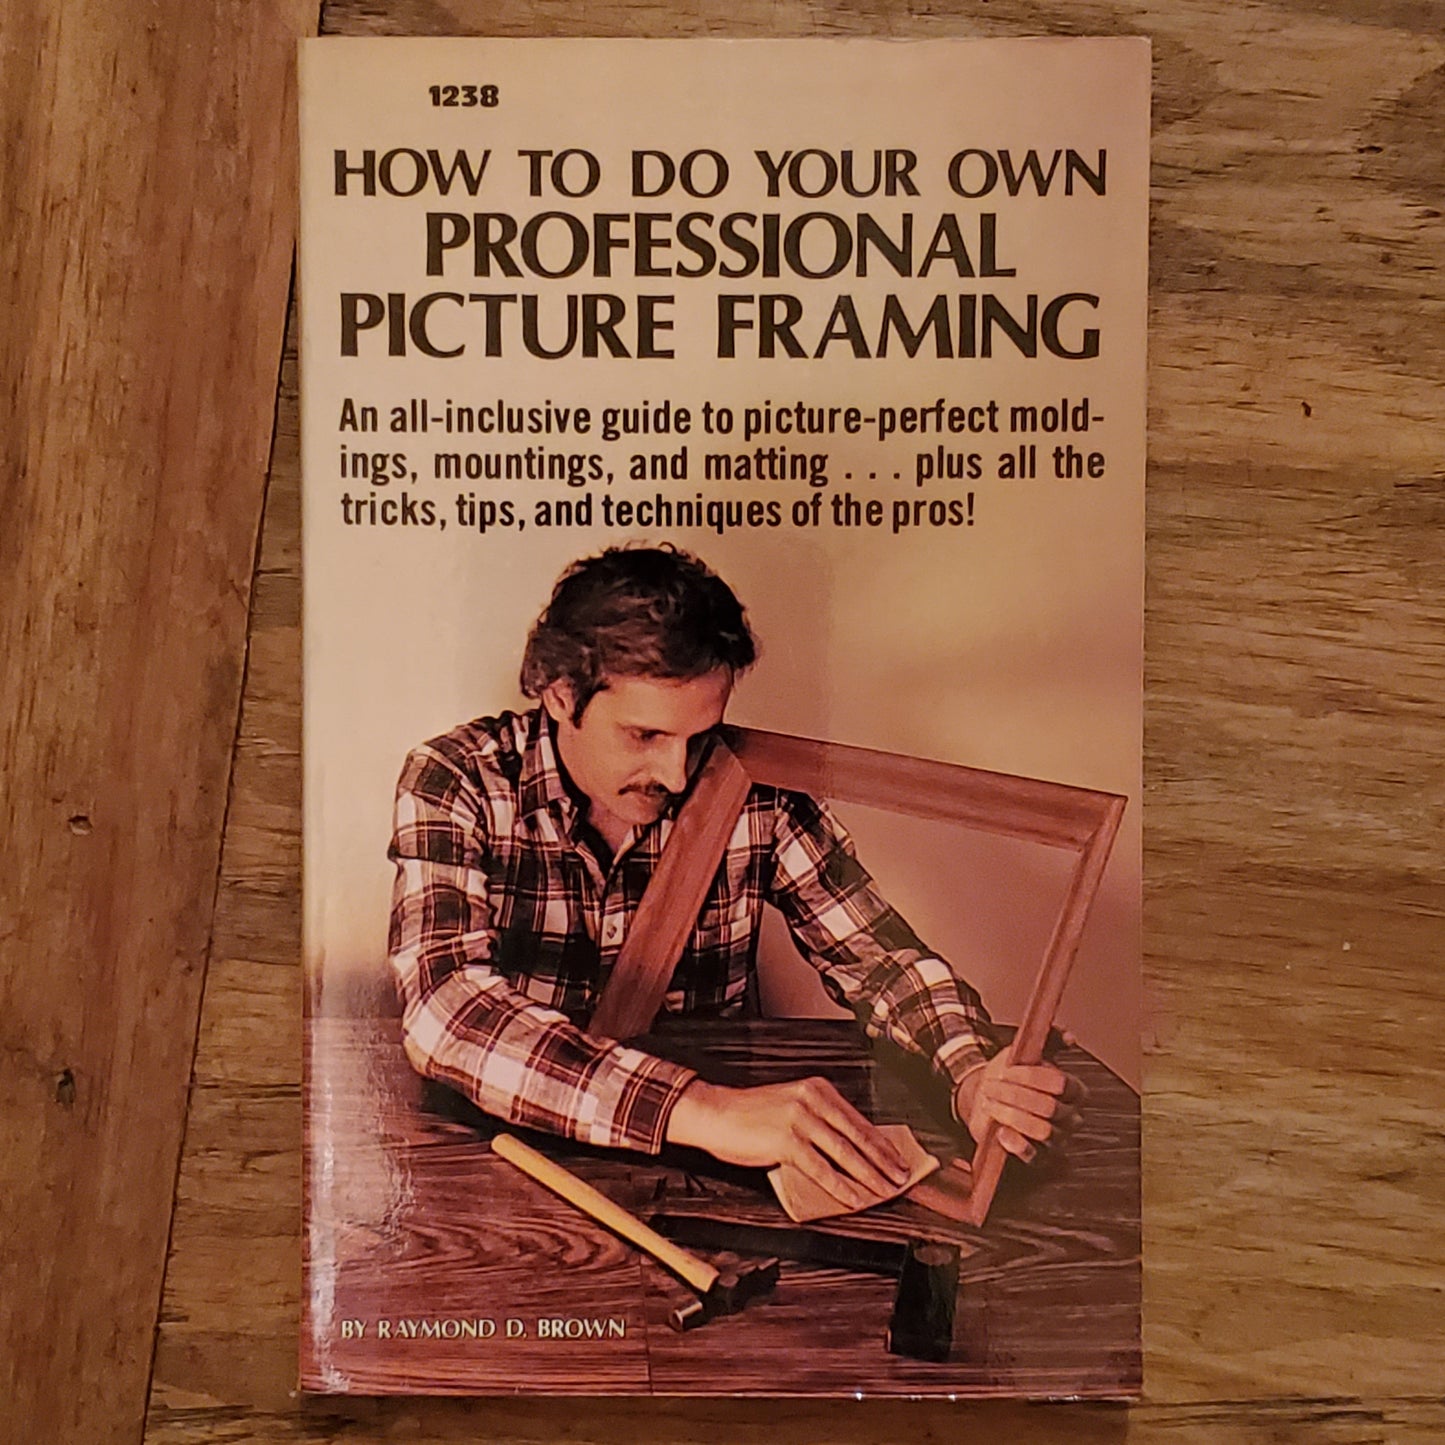 1238
HOW TO DO YOUR OWN
PROFESSIONAL
PICTURE FRAMING
An all-inclusive guide to picture-perfect mold-
ings, mountings, and matting . . . plus all the
tricks, tips, and techniques of the pros!
BY RAYMOND D. BROWN